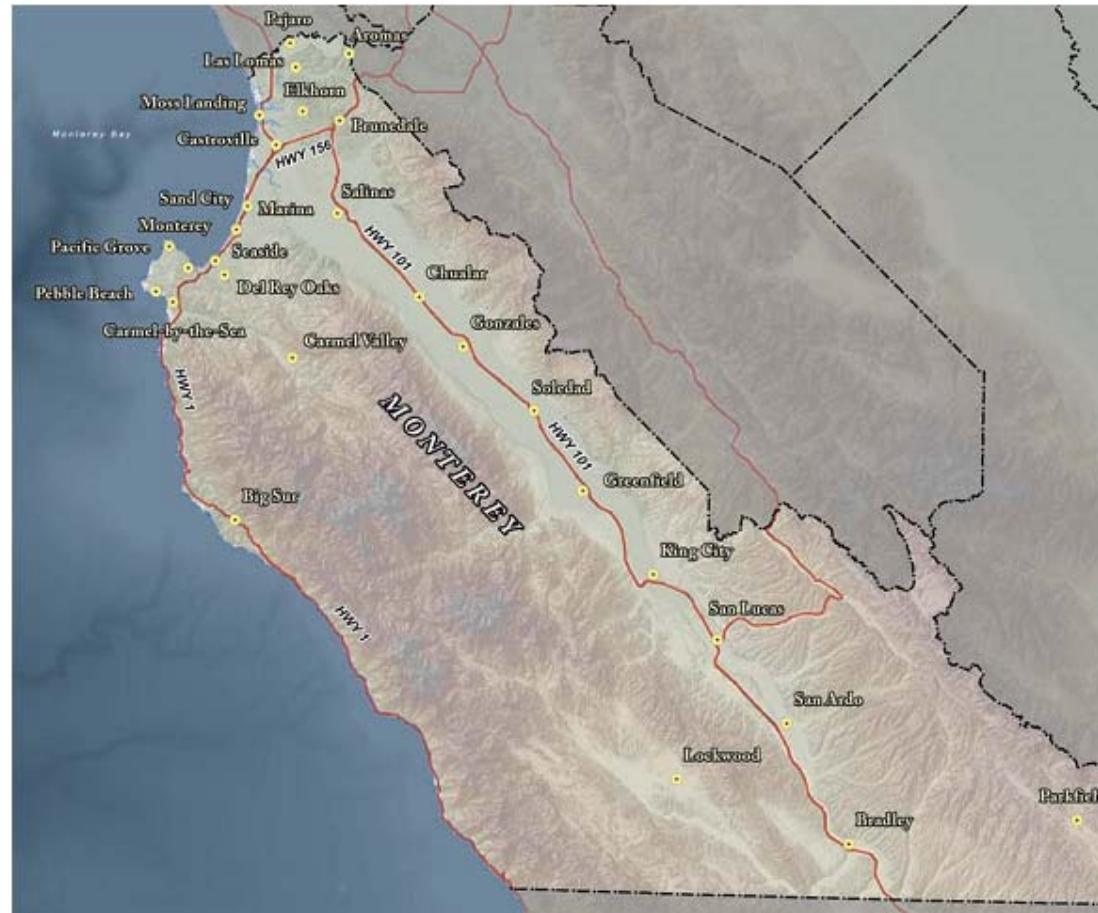 Pajaro
Aromas
Las Lomas
Elkhorn
Moss Landing
Prunedale
Monterey Bay
Castroville
HWY 156
Sand City
Marina
Salinas
Monterey
HWY 101
Pacific Grove
Seaside
Chualar
Pebble Beach
Del Rey Oaks
Carmel-by-the-Sea
Gonzales
Carmel Valley
HWY 1
Soledad
MONTEREY
HWY 101
Greenfield
Big Sur
King City
San Lucas
HWY 1
San Ardo
Lockwood
Parkfiel
Bradley